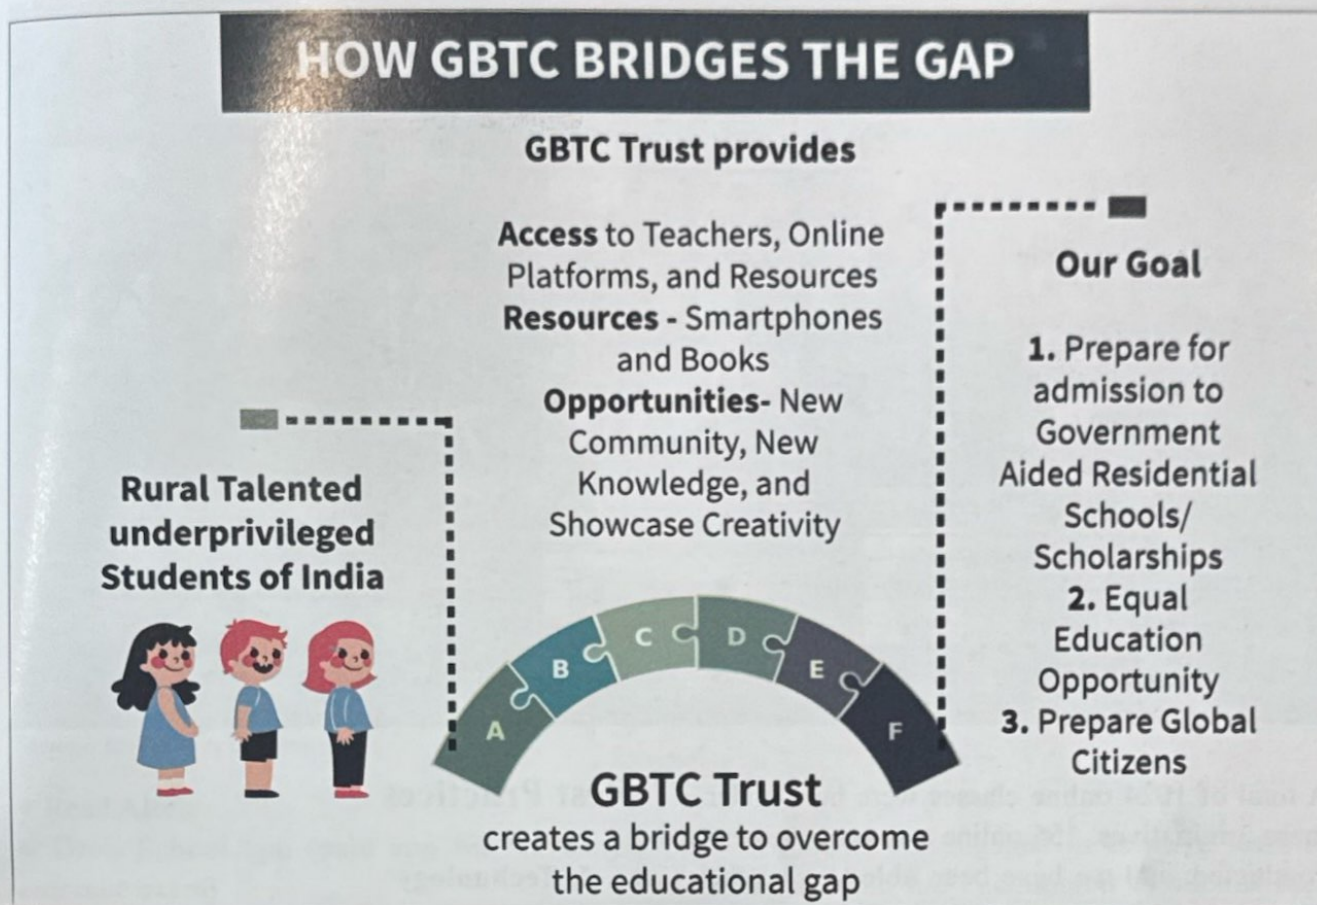 HOW GBTC BRIDGES THE GAP
GBTC Trust provides
Access to Teachers, Online
Platforms, and Resources
Resources - Smartphones
and Books
Opportunities- New
Community, New
Knowledge, and
Showcase Creativity
Rural Talented
underprivileged
Students of India
Our Goal
1. Prepare for
admission to
Government
Aided Residential
Schools/
Scholarships
2. Equal
Education
Opportunity
3. Prepare Global
Citizens
A
B
C
D
E
F
GBTC Trust
creates a bridge to overcome
the educational gap